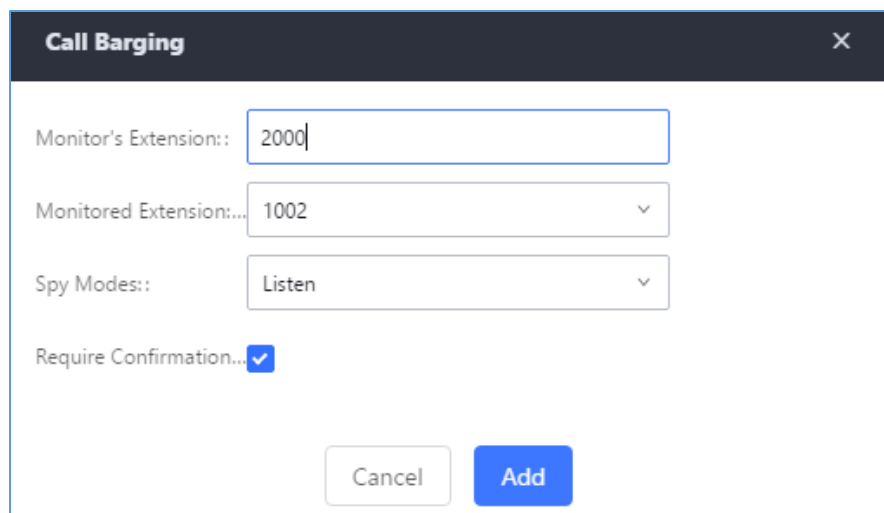 Call Barging
Monitor's Extension:: 2000
Monitored Extension:... 1002
Spy Modes:: Listen
Require Confirmation...
Cancel Add